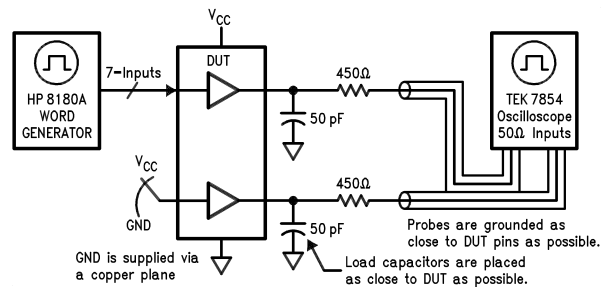 VCC
DUT
HP 8180A
WORD
GENERATOR
7-Inputs
450Ω
50 pF
TEK 7854
Oscilloscope
50Ω Inputs
VCC
GND
450Ω
50 pF
Probes are grounded as
close to DUT pins as possible.
GND is supplied via
a copper plane
Load capacitors are placed
as close to DUT as possible.